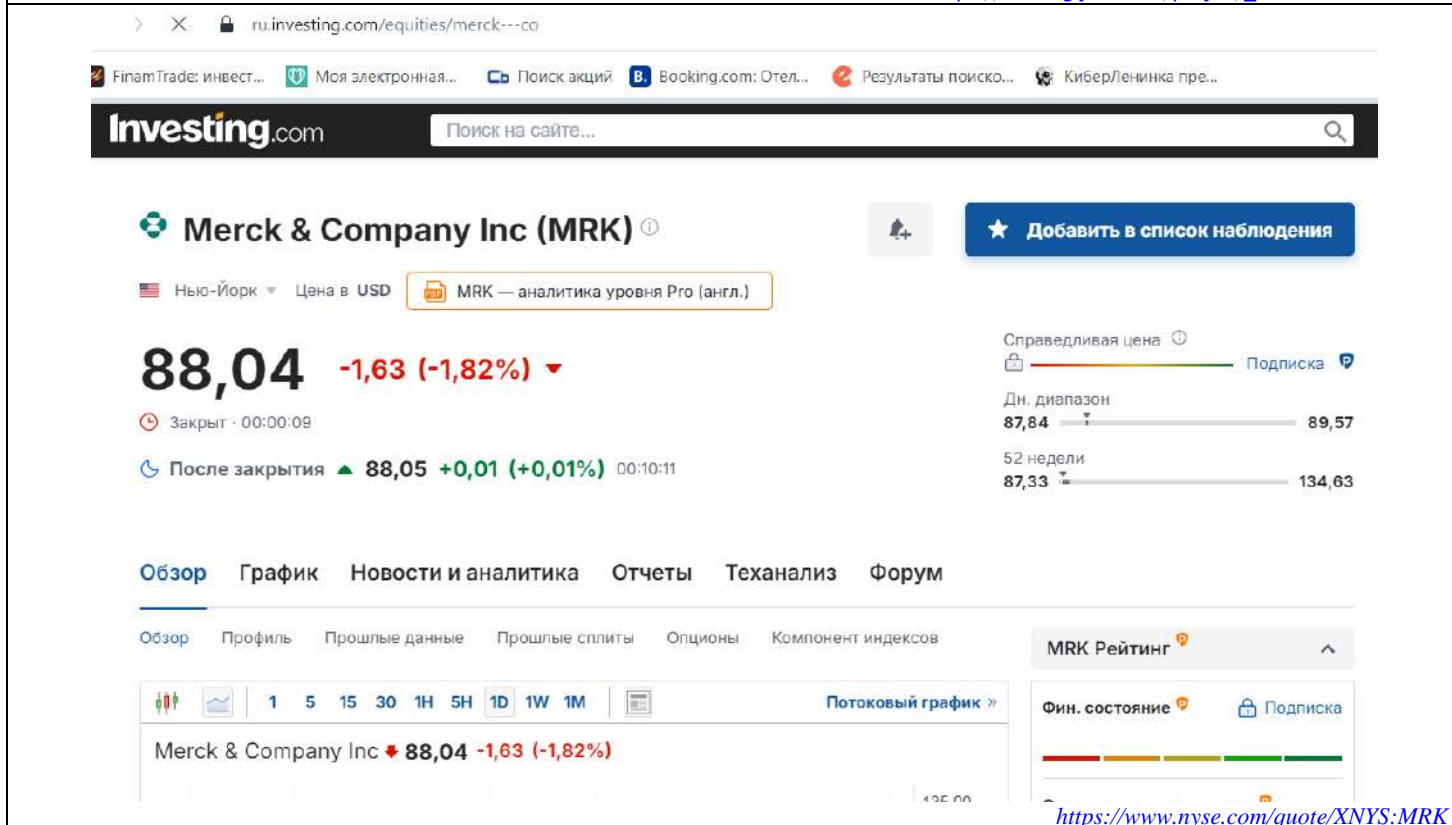 ru.investing.com/equities/merck---co
FinamTrade: инвест... Моя электронная... Поиск акций Booking.com: Отел... Результаты поиско... КиберЛенинка пре...
Investing.com Поиск на сайте...
Merck & Company Inc (MRK) Добавить в список наблюдения
Нью-Йорк Цена в USD MRK — аналитика уровня Pro (англ.)
Справедливая цена
88,04 -1,63 (-1,82%) Подписка
Дн. диапазон
Закрыт · 00:00:09 87,84 89,57
52 недели
После закрытия 88,05 +0,01 (+0,01%) 00:10:11
87,33 134,63
Обзор График Новости и аналитика Отчеты Теханализ Форум
Обзор Профиль Прошлые данные Прошлые сплиты Опционы Компонент индексов MRK Рейтинг
1 5 15 30 1H 5H 1D 1W 1M Потоковый график » Фин. состояние Подписка
Merck & Company Inc 88,04 -1,63 (-1,82%)
https://www.nyse.com/quote/XNYS:MRK